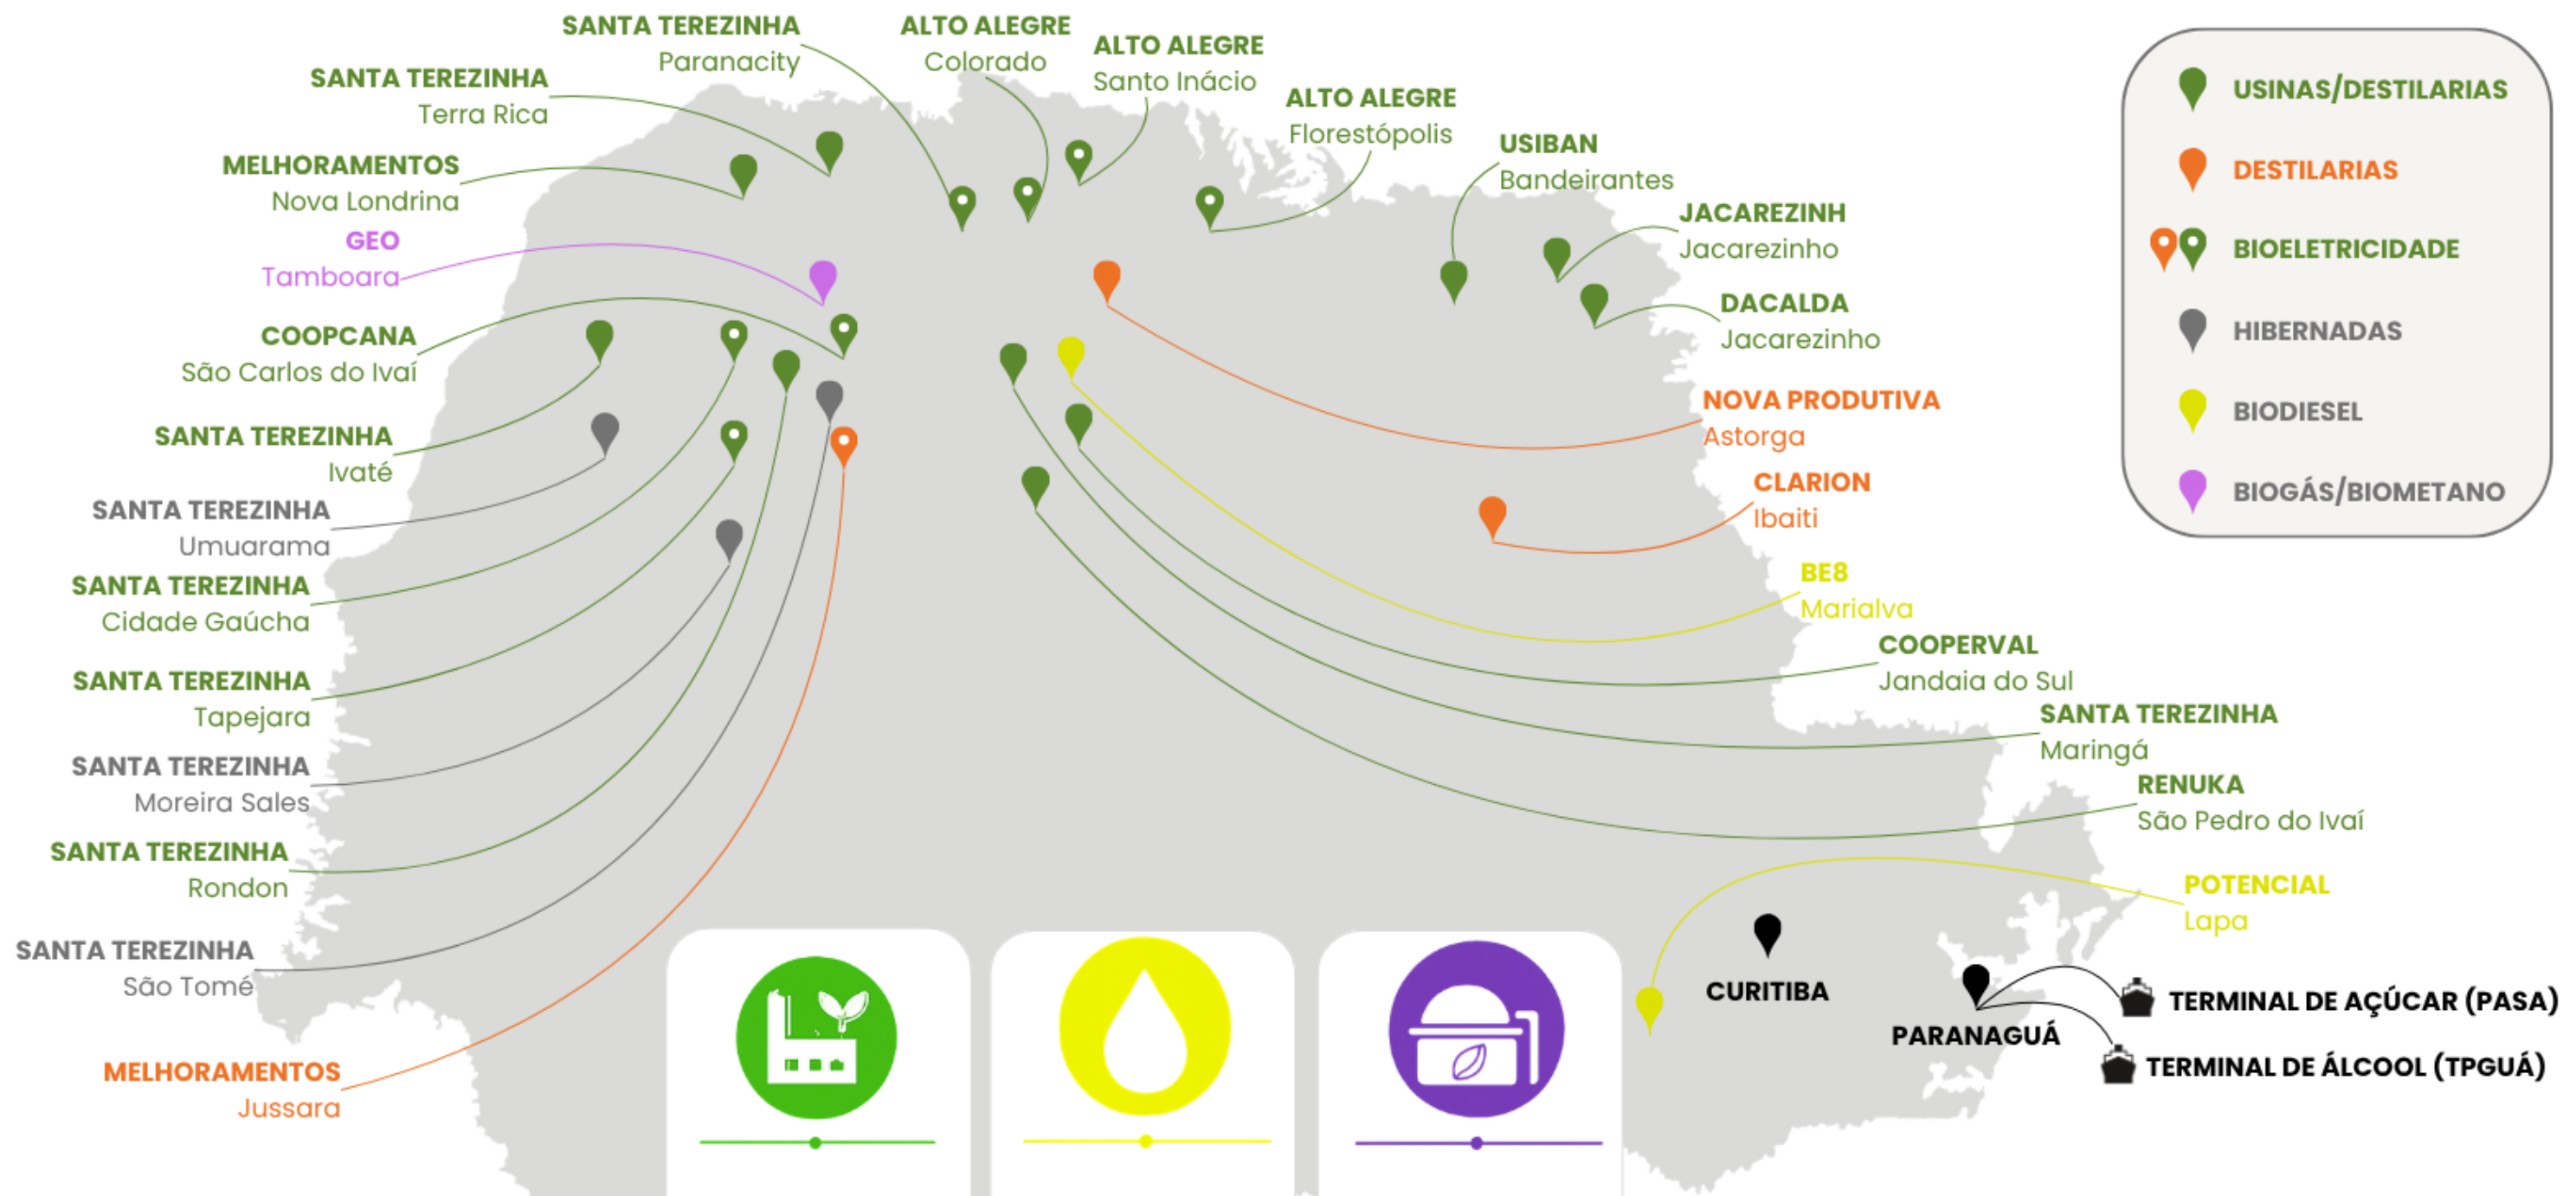 SANTA TEREZINHA
Paranacity
ALTO ALEGRE
Colorado
ALTO ALEGRE
Santo Inácio
SANTA TEREZINHA
Terra Rica
ALTO ALEGRE
Florestópolis
USIBAN
Bandeirantes
MELHORAMENTOS
Nova Londrina
JACAREZINH
Jacarezinho
GEO
Tamboara
DACALDA
Jacarezinho
COOPCANA
São Carlos do Ivaí
NOVA PRODUTIVA
Astorga
SANTA TEREZINHA
Ivaté
CLARION
Ibaiti
SANTA TEREZINHA
Umuarama
BE8
Marialva
SANTA TEREZINHA
Cidade Gaúcha
COOPERVAL
Jandaia do Sul
SANTA TEREZINHA
Tapejara
SANTA TEREZINHA
Maringá
SANTA TEREZINHA
Moreira Sales
RENUKA
São Pedro do Ivaí
SANTA TEREZINHA
Rondon
POTENCIAL
Lapa
SANTA TEREZINHA
São Tomé
MELHORAMENTOS
Jussara
CURITIBA
PARANAGUÁ
TERMINAL DE AÇÚCAR (PASA)
TERMINAL DE ÁLCOOL (TPGUÁ)
USINAS/DESTILARIAS
DESTILARIAS
BIOELETRICIDADE
HIBERNADAS
BIODIESEL
BIOGÁS/BIOMETANO